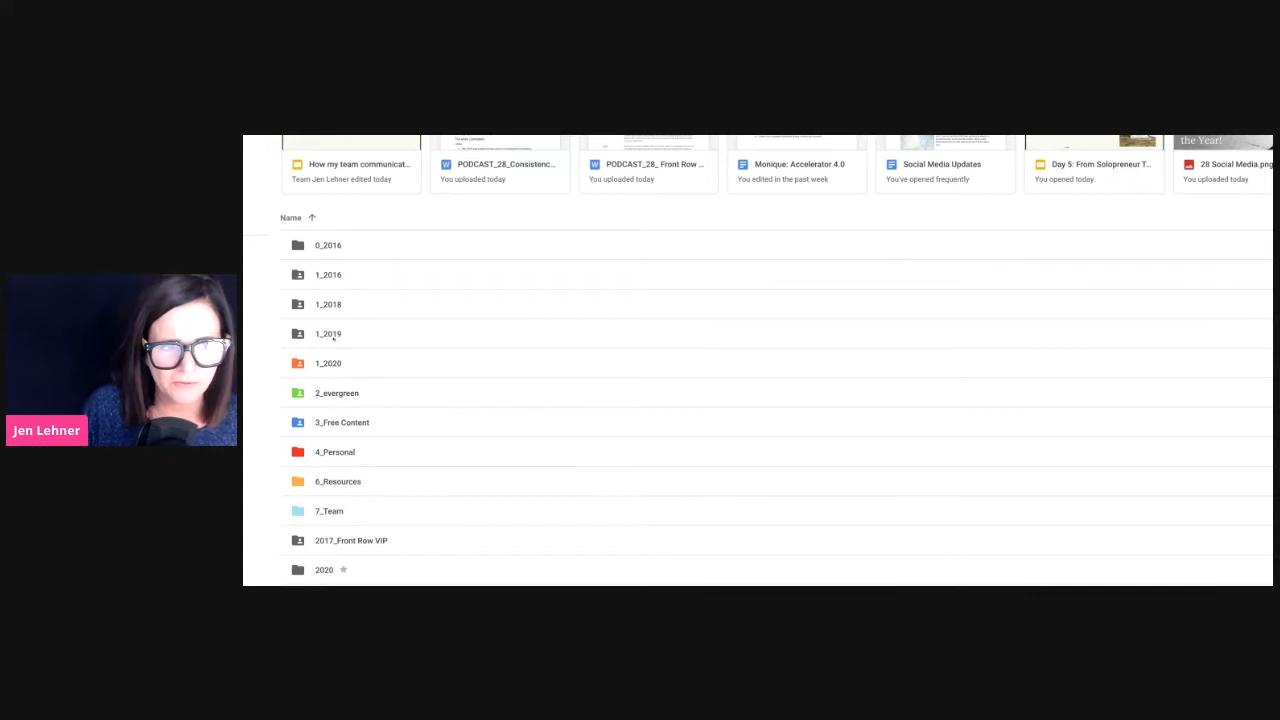 the Year!
How my team communicat...
PODCAST_28_Consistenc...
PODCAST_28_ Front Row ...
Monique: Accelerator 4.0
Social Media Updates
Day 5: From Solopreneur T...
28 Social Media.png
Team Jen Lehner edited today
You uploaded today
You uploaded today
You edited in the past week
You've opened frequently
You opened today
You uploaded today
Name
0_2016
1_2016
1_2018
1_2019
1_2020
2_evergreen
3_Free Content
4_Personal
6_Resources
7_Team
2017_Front Row VIP
2020
Jen Lehner